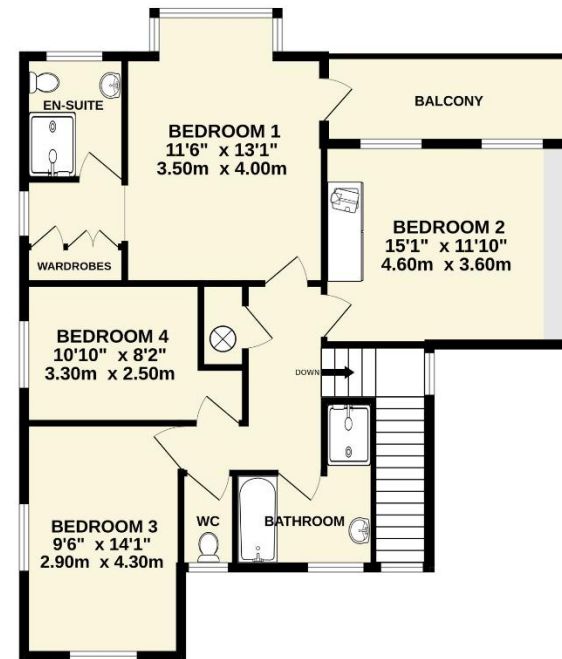 EN-SUITE
BEDROOM 1
11'6" x 13'1"
3.50m x 4.00m
BALCONY
BEDROOM 2
15'1" x 11'10"
4.60m x 3.60m
WARDROBES
BEDROOM 4
10'10" x 8'2"
3.30m x 2.50m
DOWN
BEDROOM 3
9'6" x 14'1"
2.90m x 4.30m
WC
BATHROOM